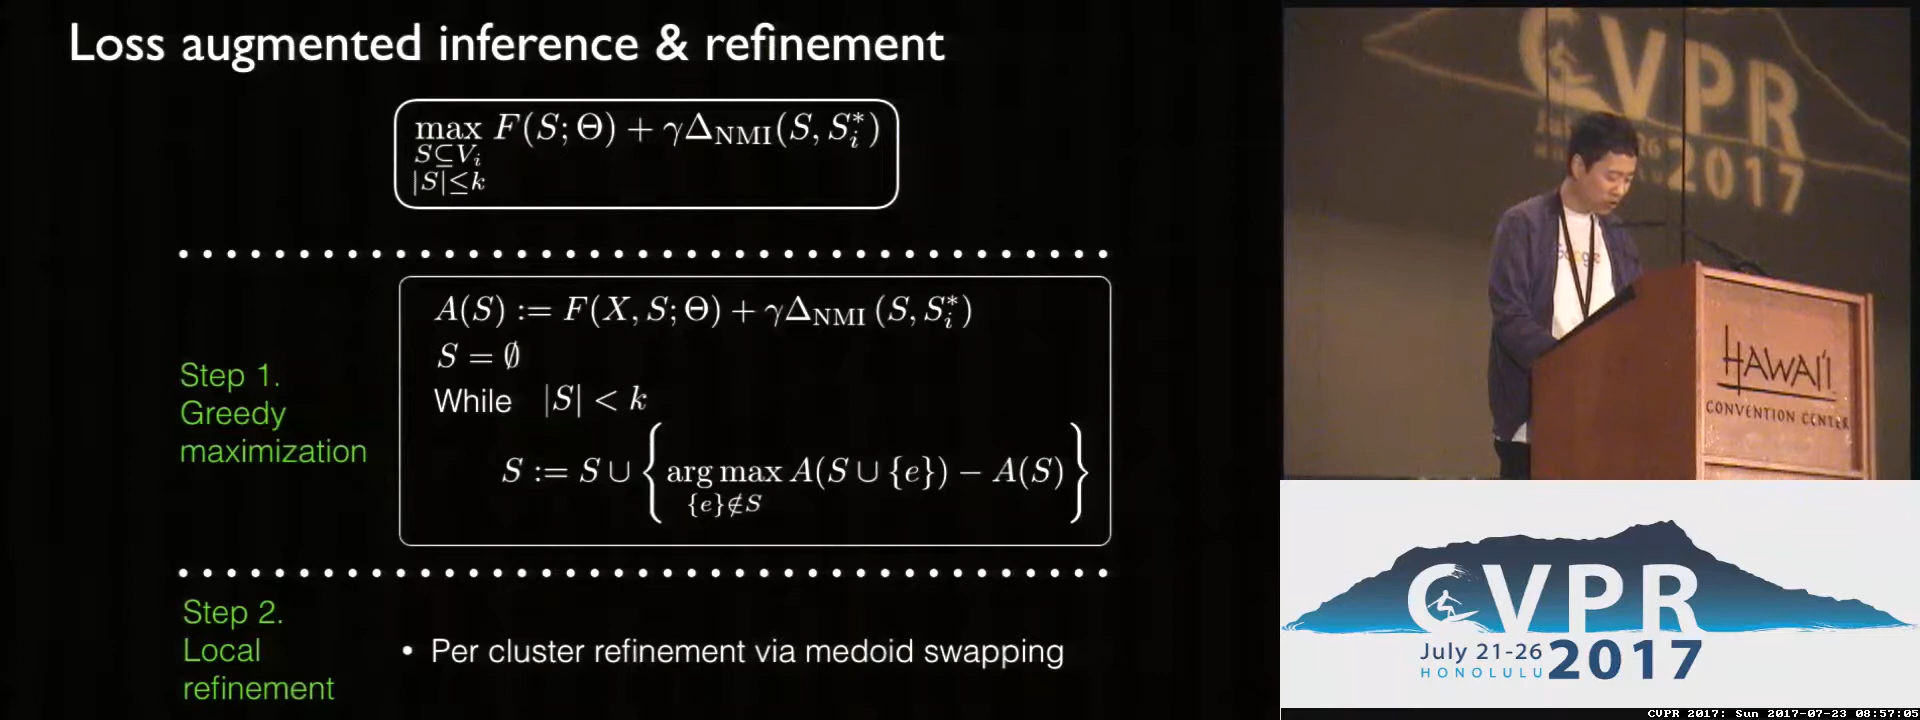 Loss augmented inference & refinement
max F(S; Θ) + γΔ_NMI(S, S_i^*)
S⊆V_i
|S|≤k
A(S) := F(X, S; Θ) + γΔ_NMI (S, S_i^*)
S = ∅
While |S| < k
S := S ∪ { arg max A(S ∪ {e}) − A(S) }
{e}∉S
Step 1.
Greedy
maximization
Step 2.
Local
refinement
• Per cluster refinement via medoid swapping
CVPR
2017
Google
HAWAI'I
CONVENTION CENTER
CVPR
July 21-26 2017
HONOLULU
CVPR 2017: Sun 2017-07-23 08:57:05